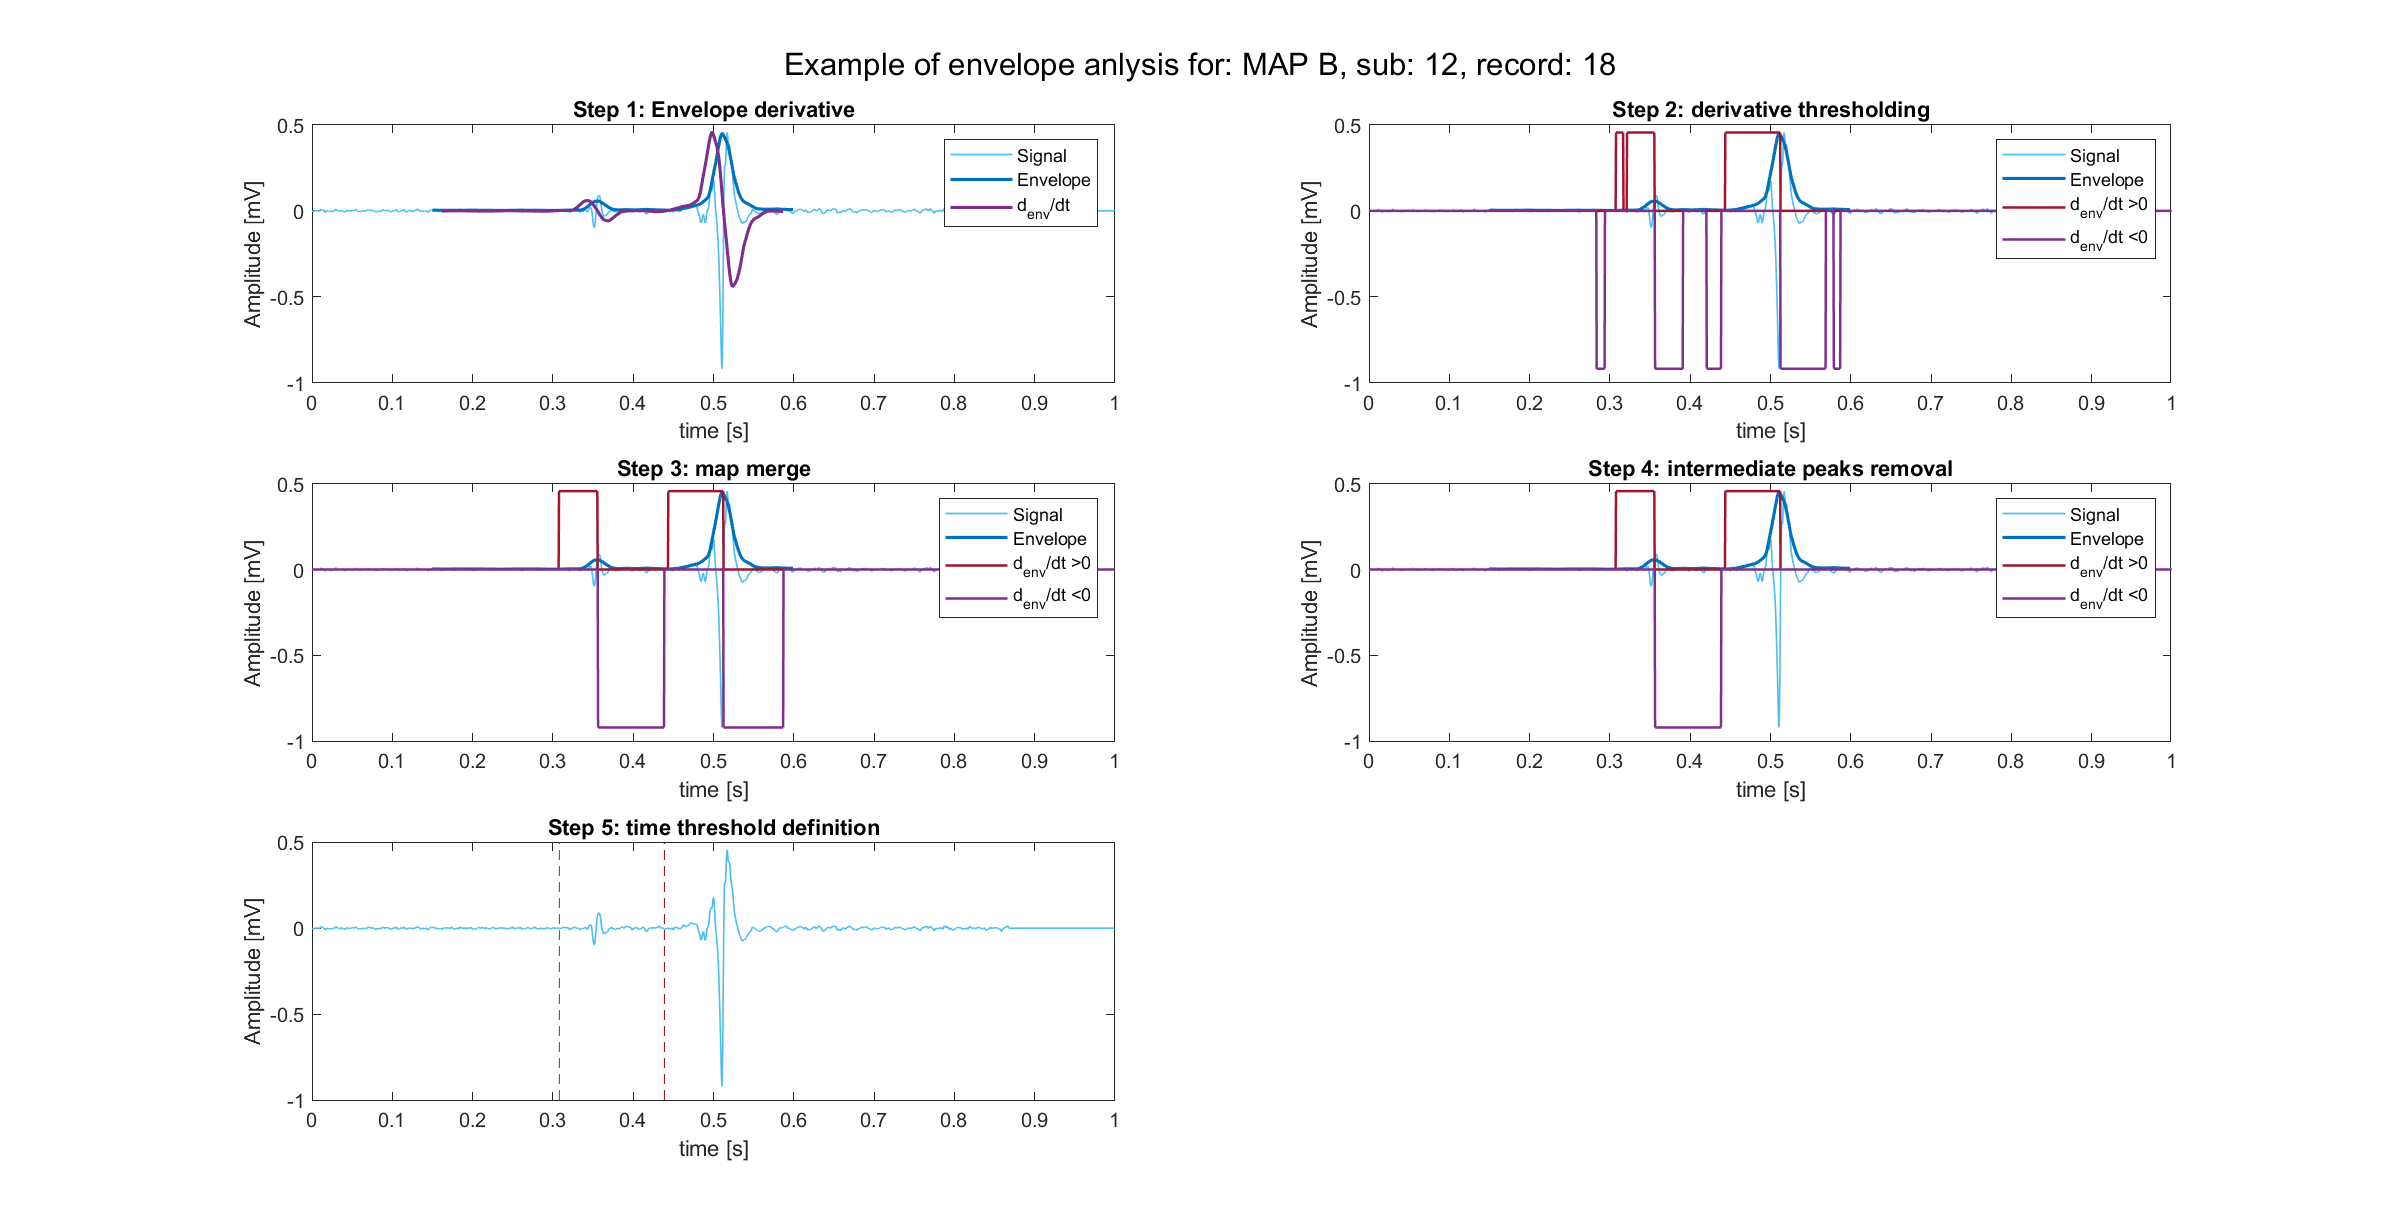 Example of envelope anlysis for: MAP B, sub: 12, record: 18
Step 1: Envelope derivative
0.5
0
-0.5
-1
Amplitude [mV]
0 0.1 0.2 0.3 0.4 0.5 0.6 0.7 0.8 0.9 1
time [s]
Signal
Envelope
d_env/dt
Step 2: derivative thresholding
0.5
0
-0.5
-1
Amplitude [mV]
0 0.1 0.2 0.3 0.4 0.5 0.6 0.7 0.8 0.9 1
time [s]
Signal
Envelope
d_env/dt >0
d_env/dt <0
Step 3: map merge
0.5
0
-0.5
-1
Amplitude [mV]
0 0.1 0.2 0.3 0.4 0.5 0.6 0.7 0.8 0.9 1
time [s]
Signal
Envelope
d_env/dt >0
d_env/dt <0
Step 4: intermediate peaks removal
0.5
0
-0.5
-1
Amplitude [mV]
0 0.1 0.2 0.3 0.4 0.5 0.6 0.7 0.8 0.9 1
time [s]
Signal
Envelope
d_env/dt >0
d_env/dt <0
Step 5: time threshold definition
0.5
0
-0.5
-1
Amplitude [mV]
0 0.1 0.2 0.3 0.4 0.5 0.6 0.7 0.8 0.9 1
time [s]